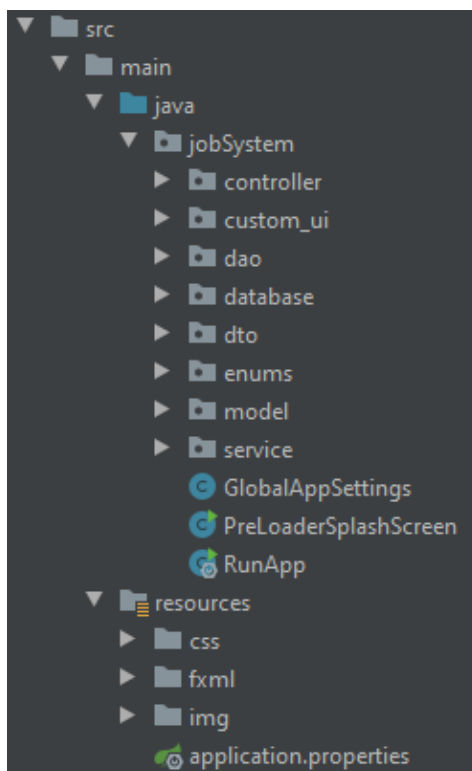 src
main
java
jobSystem
controller
custom_ui
dao
database
dto
enums
model
service
GlobalAppSettings
PreLoaderSplashScreen
RunApp
resources
css
fxml
img
application.properties